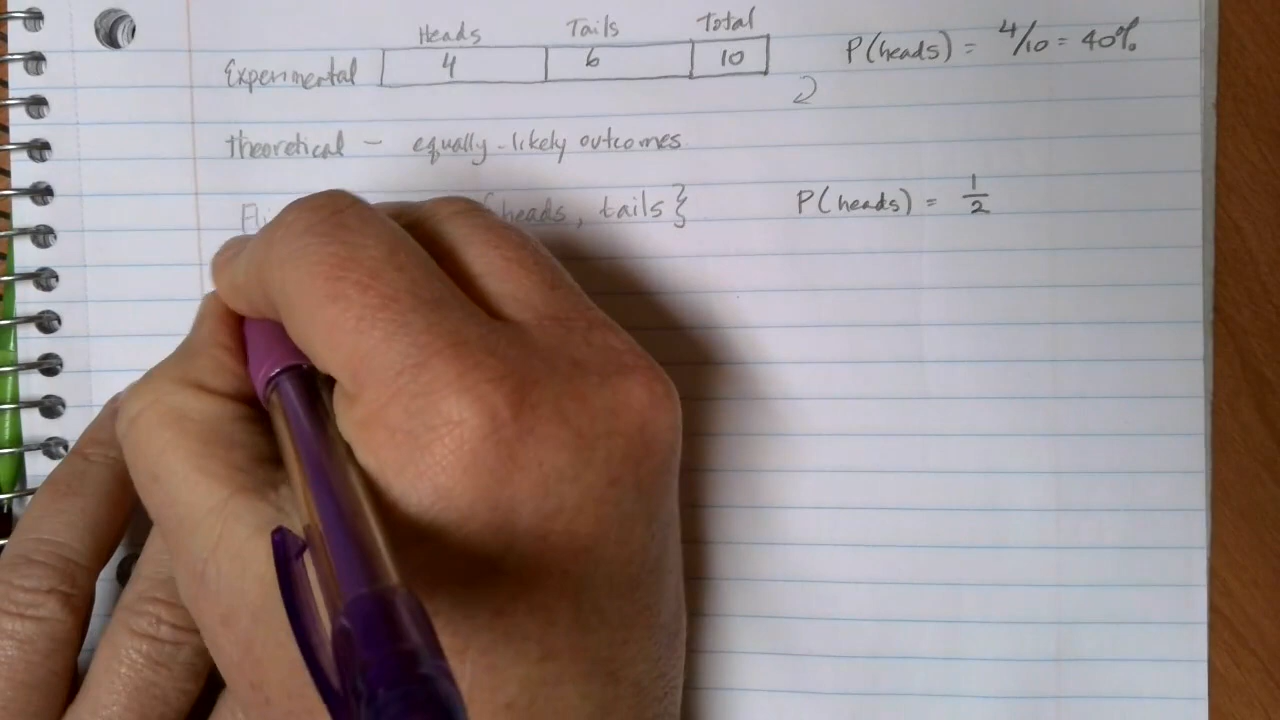 Heads Tails Total
Experimental 4 6 10 P(heads) = 4/10 = 40%
theoretical - equally-likely outcomes
{heads, tails} P(heads) = 1/2